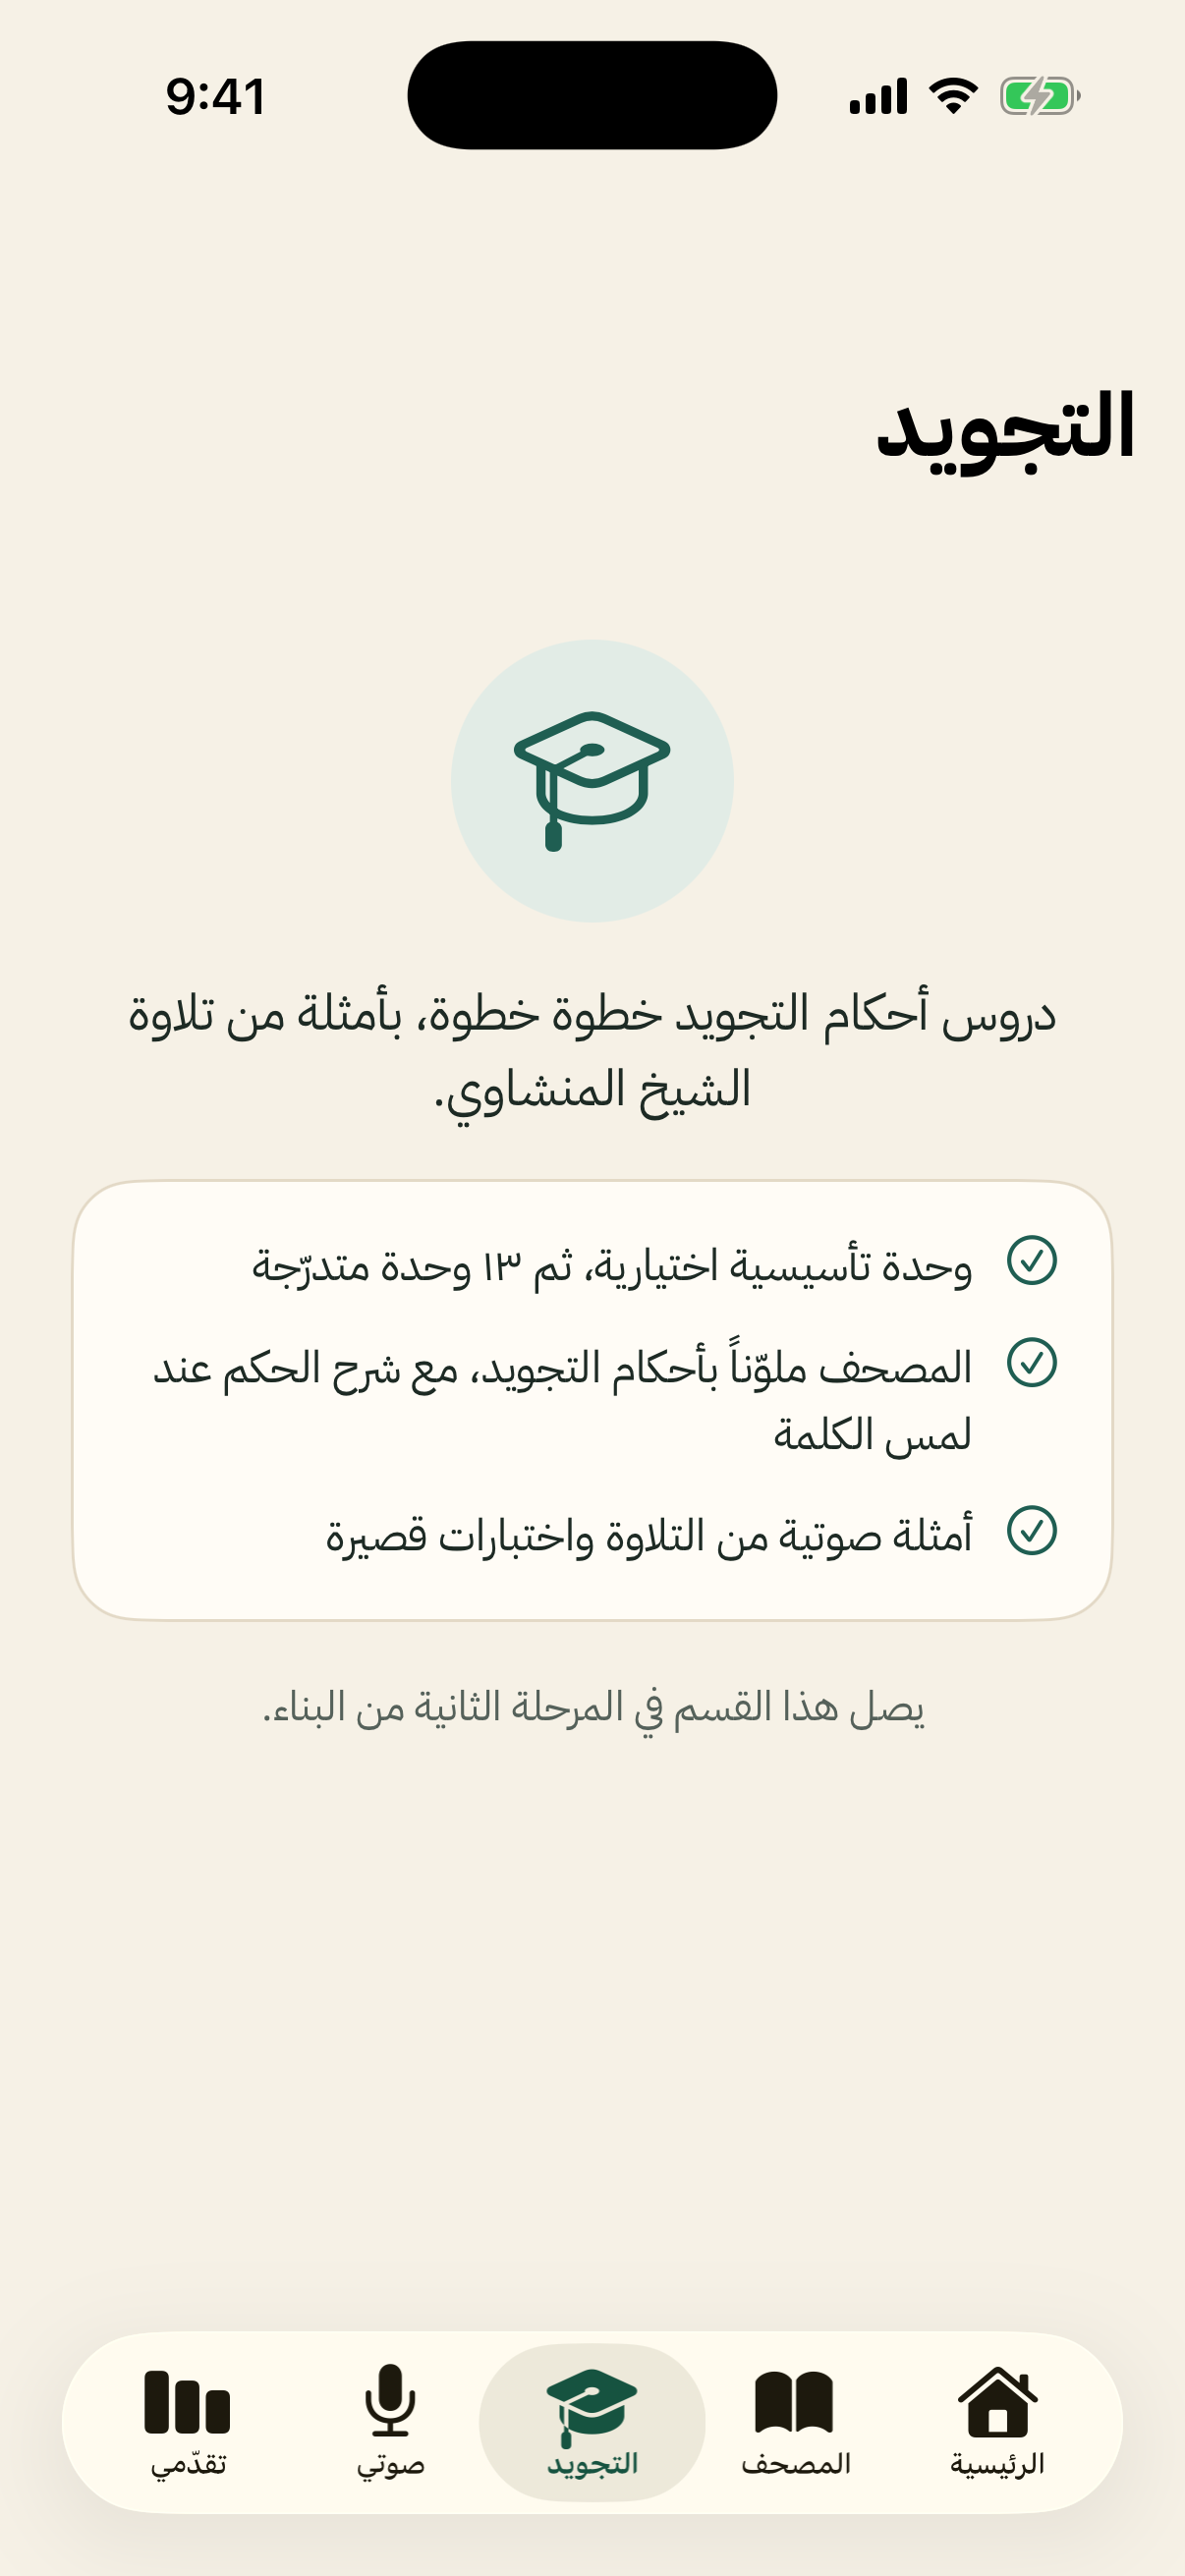 9:41
التجويد
دروس أحكام التجويد خطوة خطوة، بأمثلة من تلاوة
الشيخ المنشاوي.
وحدة تأسيسية اختيارية، ثم ١٣ وحدة متدرّجة
المصحف ملوّناً بأحكام التجويد، مع شرح الحكم عند
لمس الكلمة
أمثلة صوتية من التلاوة واختبارات قصيرة
يصل هذا القسم في المرحلة الثانية من البناء.
الرئيسية
المصحف
التجويد
صوتي
تقدّمي